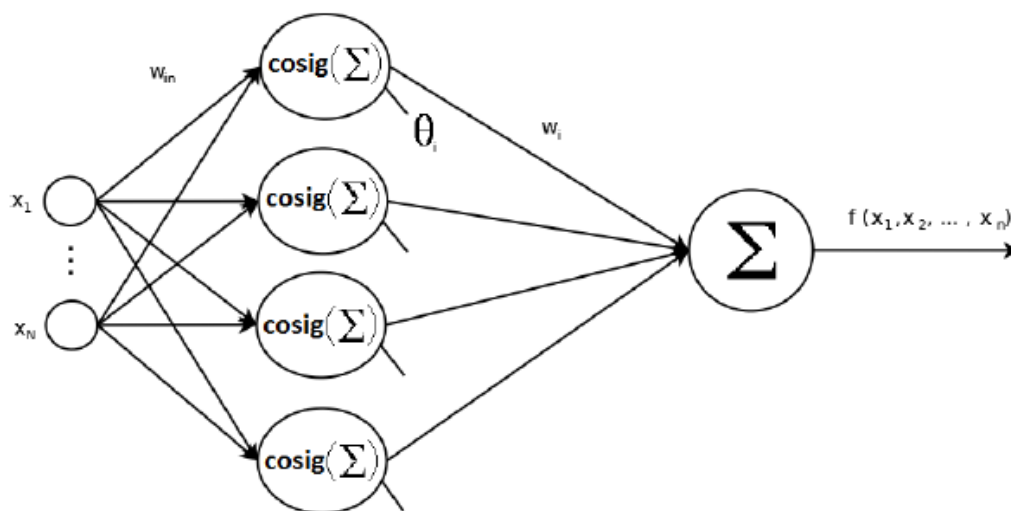 cosig(∑)
w_in
θ_i
w_i
x_1
cosig(∑)
∑
f (x_1,x_2, ... , x_n)
⋮
x_N
cosig(∑)
cosig(∑)